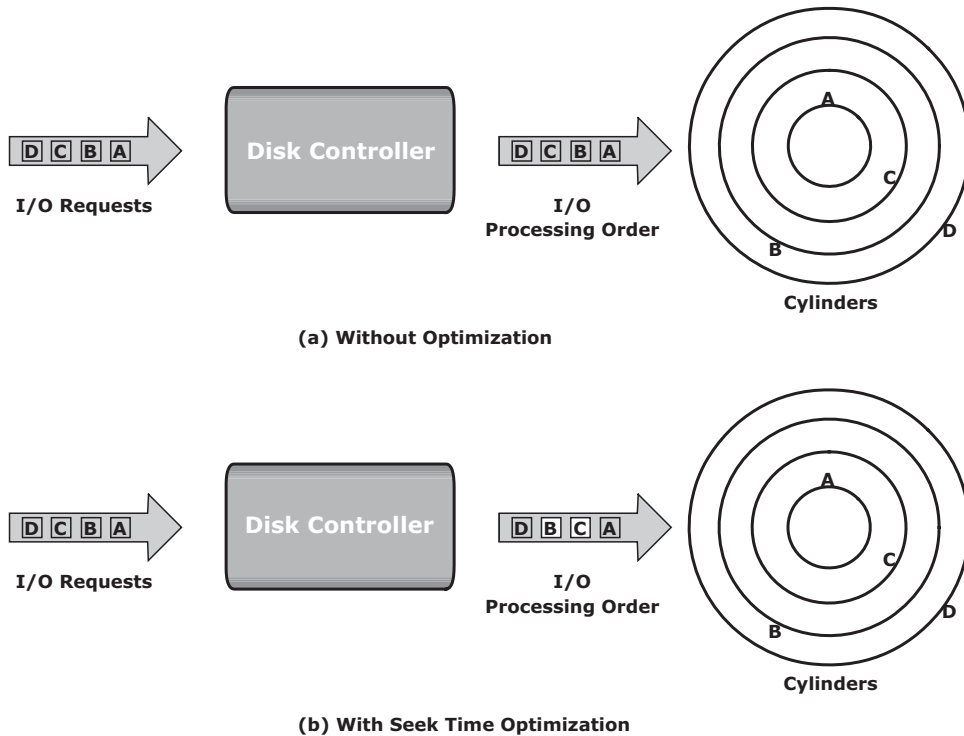 A
D C B A
Disk Controller
D C B A
C
I/O Requests
I/O
Processing Order
B
D
Cylinders
(a) Without Optimization
A
D C B A
Disk Controller
D B C A
C
I/O Requests
I/O
Processing Order
B
D
Cylinders
(b) With Seek Time Optimization